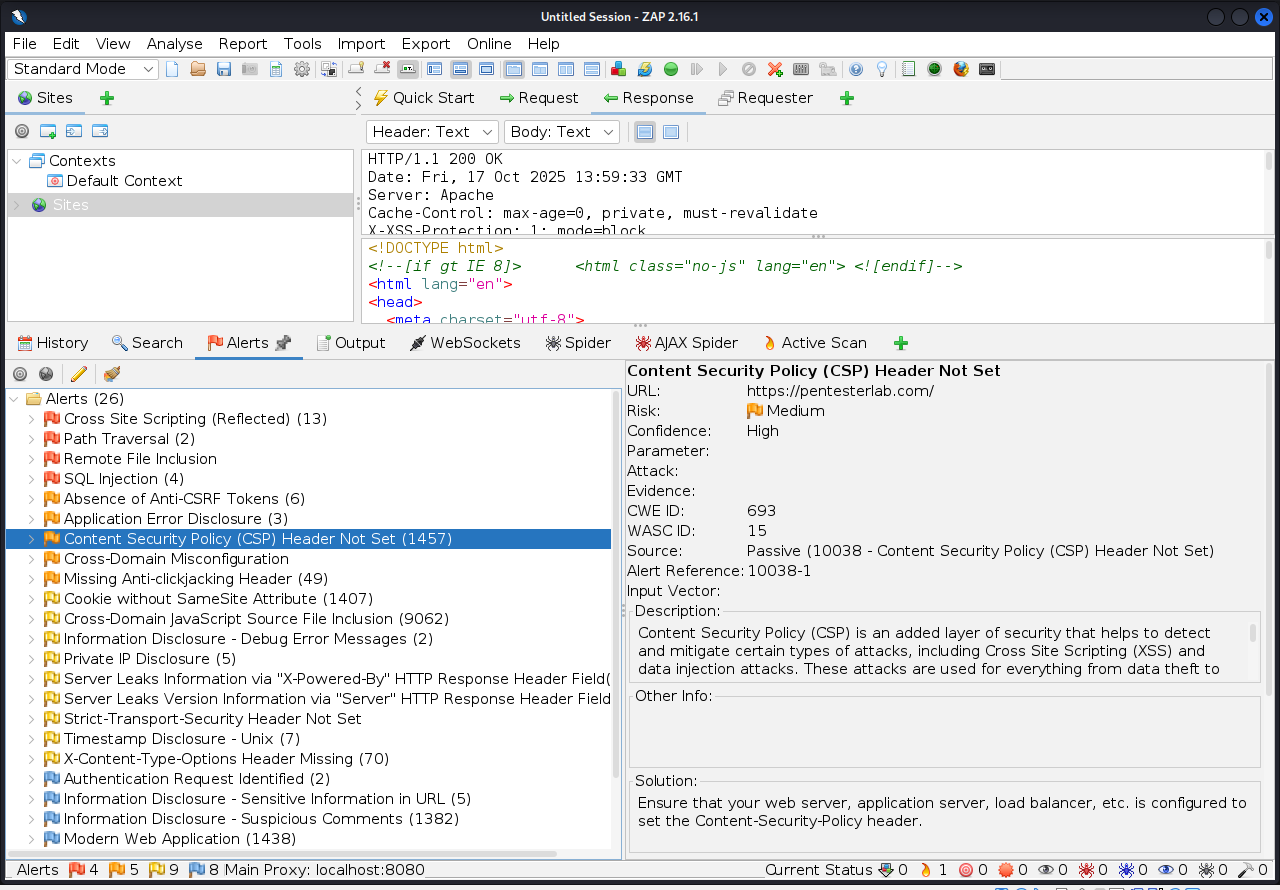 Untitled Session - ZAP 2.16.1
File Edit View Analyse Report Tools Import Export Online Help
Standard Mode
Sites
Quick Start Request Response Requester
Header: Text Body: Text
Contexts
Default Context
Sites
HTTP/1.1 200 OK
Date: Fri, 17 Oct 2025 13:59:33 GMT
Server: Apache
Cache-Control: max-age=0, private, must-revalidate
X-XSS-Protection: 1; mode=block
<!DOCTYPE html>
<!--[if gt IE 8]>      <html class="no-js" lang="en"> <![endif]-->
<html lang="en">
<head>
<meta charset="utf-8">
History Search Alerts Output WebSockets Spider AJAX Spider Active Scan
Alerts (26)
Cross Site Scripting (Reflected) (13)
Path Traversal (2)
Remote File Inclusion
SQL Injection (4)
Absence of Anti-CSRF Tokens (6)
Application Error Disclosure (3)
Content Security Policy (CSP) Header Not Set (1457)
Cross-Domain Misconfiguration
Missing Anti-clickjacking Header (49)
Cookie without SameSite Attribute (1407)
Cross-Domain JavaScript Source File Inclusion (9062)
Information Disclosure - Debug Error Messages (2)
Private IP Disclosure (5)
Server Leaks Information via "X-Powered-By" HTTP Response Header Field(
Server Leaks Version Information via "Server" HTTP Response Header Field
Strict-Transport-Security Header Not Set
Timestamp Disclosure - Unix (7)
X-Content-Type-Options Header Missing (70)
Authentication Request Identified (2)
Information Disclosure - Sensitive Information in URL (5)
Information Disclosure - Suspicious Comments (1382)
Modern Web Application (1438)
Content Security Policy (CSP) Header Not Set
URL: https://pentesterlab.com/
Risk: Medium
Confidence: High
Parameter:
Attack:
Evidence:
CWE ID: 693
WASC ID: 15
Source: Passive (10038 - Content Security Policy (CSP) Header Not Set)
Alert Reference: 10038-1
Input Vector:
Description:
Content Security Policy (CSP) is an added layer of security that helps to detect
and mitigate certain types of attacks, including Cross Site Scripting (XSS) and
data injection attacks. These attacks are used for everything from data theft to
Other Info:
Solution:
Ensure that your web server, application server, load balancer, etc. is configured to
set the Content-Security-Policy header.
Alerts 4 5 9 8 Main Proxy: localhost:8080 Current Status 0 1 0 0 0 0 0 0 0 0